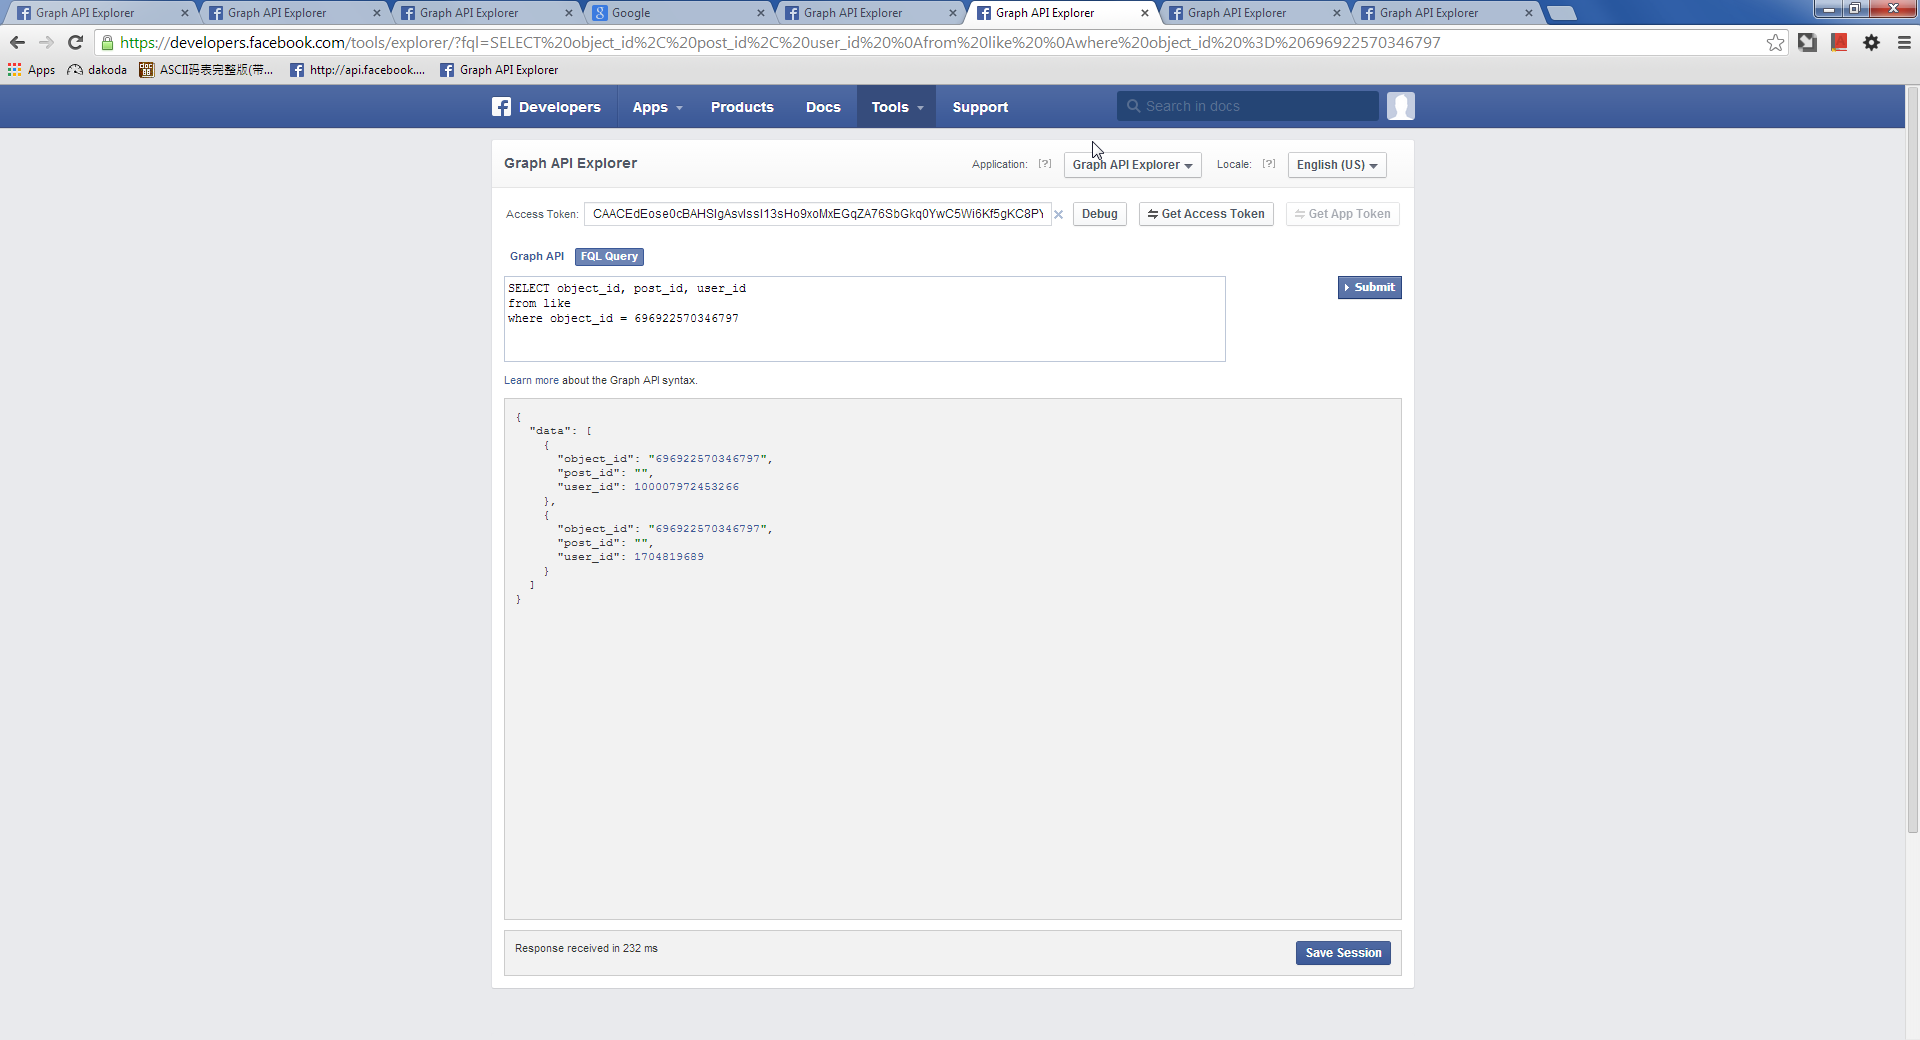 Graph API Explorer
Graph API Explorer
Graph API Explorer
Google
Graph API Explorer
Graph API Explorer
Graph API Explorer
Graph API Explorer
https://developers.facebook.com/tools/explorer/?fql=SELECT%20object_id%2C%20post_id%2C%20user_id%20%0Afrom%20like%20%0Awhere%20object_id%20%3D%20696922570346797
Apps
dakoda
ASCII码表完整版(带...
http://api.facebook....
Graph API Explorer
Developers
Apps
Products
Docs
Tools
Support
Search in docs
Graph API Explorer
Application: [?]
Graph API Explorer
Locale: [?]
English (US)
Access Token:
Debug
Get Access Token
Get App Token
Graph API
FQL Query
SELECT object_id, post_id, user_id
from like
where object_id = 696922570346797
Submit
Learn more about the Graph API syntax.
{
"data": [
{
"object_id": "696922570346797",
"post_id": "",
"user_id": 100007972453266
},
{
"object_id": "696922570346797",
"post_id": "",
"user_id": 1704819689
}
]
}
Response received in 232 ms
Save Session